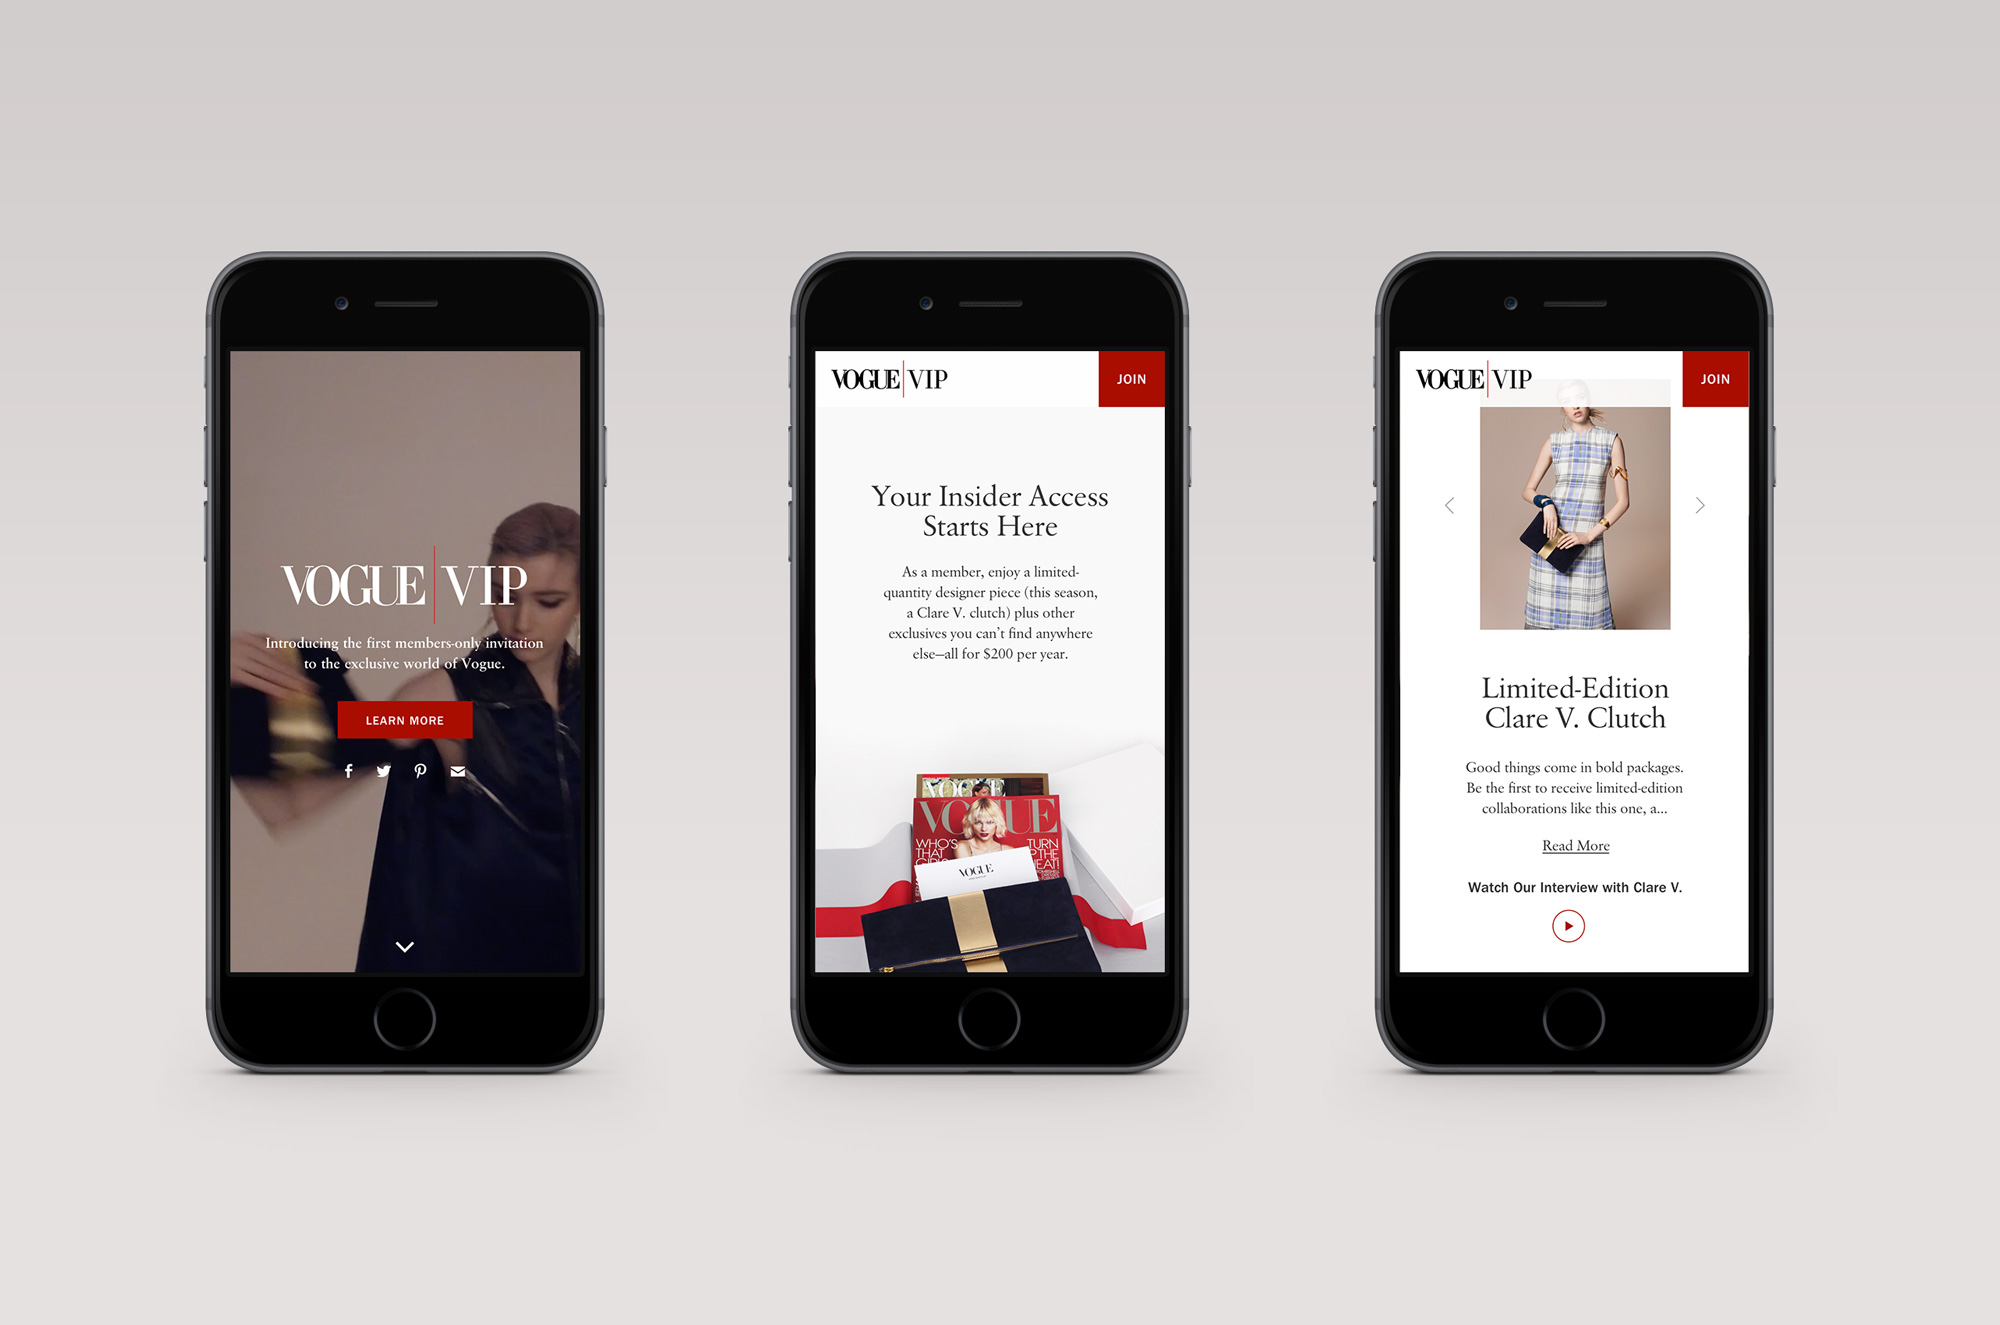 VOGUE VIP
Introducing the first members-only invitation
to the exclusive world of Vogue.
LEARN MORE
VOGUE VIP
JOIN
Your Insider Access
Starts Here
As a member, enjoy a limited-
quantity designer piece (this season,
a Clare V. clutch) plus other
exclusives you can't find anywhere
else—all for $200 per year.
VOGUE
VOGUE
WHO'S
THAT
TURN
VOGUE
VOGUE VIP
JOIN
Limited-Edition
Clare V. Clutch
Good things come in bold packages.
Be the first to receive limited-edition
collaborations like this one, a...
Read More
Watch Our Interview with Clare V.